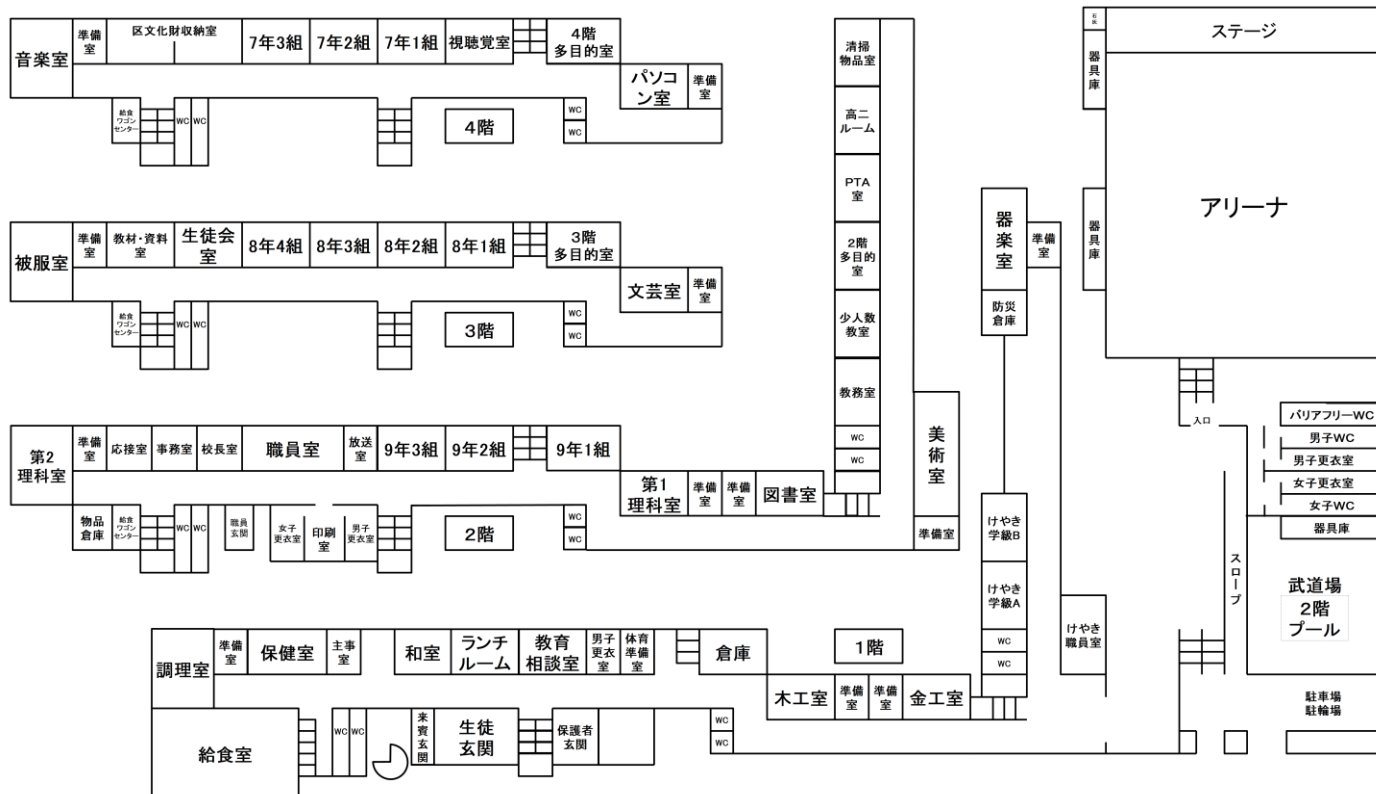 音楽室
準備
室
区文化財収納室
7年3組
7年2組
7年1組
視聴覚室
4階
多目的室
パソコ
ン室
準備
室
給食
ワゴン
センター
WC
WC
4階
WC
WC
被服室
準備
室
教材・資料
室
生徒会
室
8年4組
8年3組
8年2組
8年1組
3階
多目的室
文芸室
準備
室
給食
ワゴン
センター
WC
WC
3階
WC
WC
第2
理科室
準備
室
応接室
事務室
校長室
職員室
放送
室
9年3組
9年2組
9年1組
第1
理科室
準備
室
準備
室
図書室
物品
倉庫
給食
ワゴン
センター
WC
WC
職員
玄関
女子
更衣室
印刷
室
男子
更衣室
2階
WC
WC
清掃
物品室
高二
ルーム
PTA
室
2階
多目的
室
少人数
教室
教務室
WC
WC
美術室
準備室
調理室
準備
室
保健室
主事
室
和室
ランチ
ルーム
教育
相談室
男子
更衣
室
体育
準備
室
倉庫
1階
木工室
準備
室
準備
室
金工室
給食室
WC
WC
来賓玄関
生徒
玄関
保護者
玄関
WC
WC
器楽室
準備
室
防災
倉庫
けやき
学級B
けやき
学級A
WC
WC
けやき
職員室
ステージ
器具庫
アリーナ
器具庫
入口
バリアフリーWC
男子WC
男子更衣室
女子更衣室
女子WC
器具庫
スロープ
武道場
2階
プール
駐車場
駐輪場